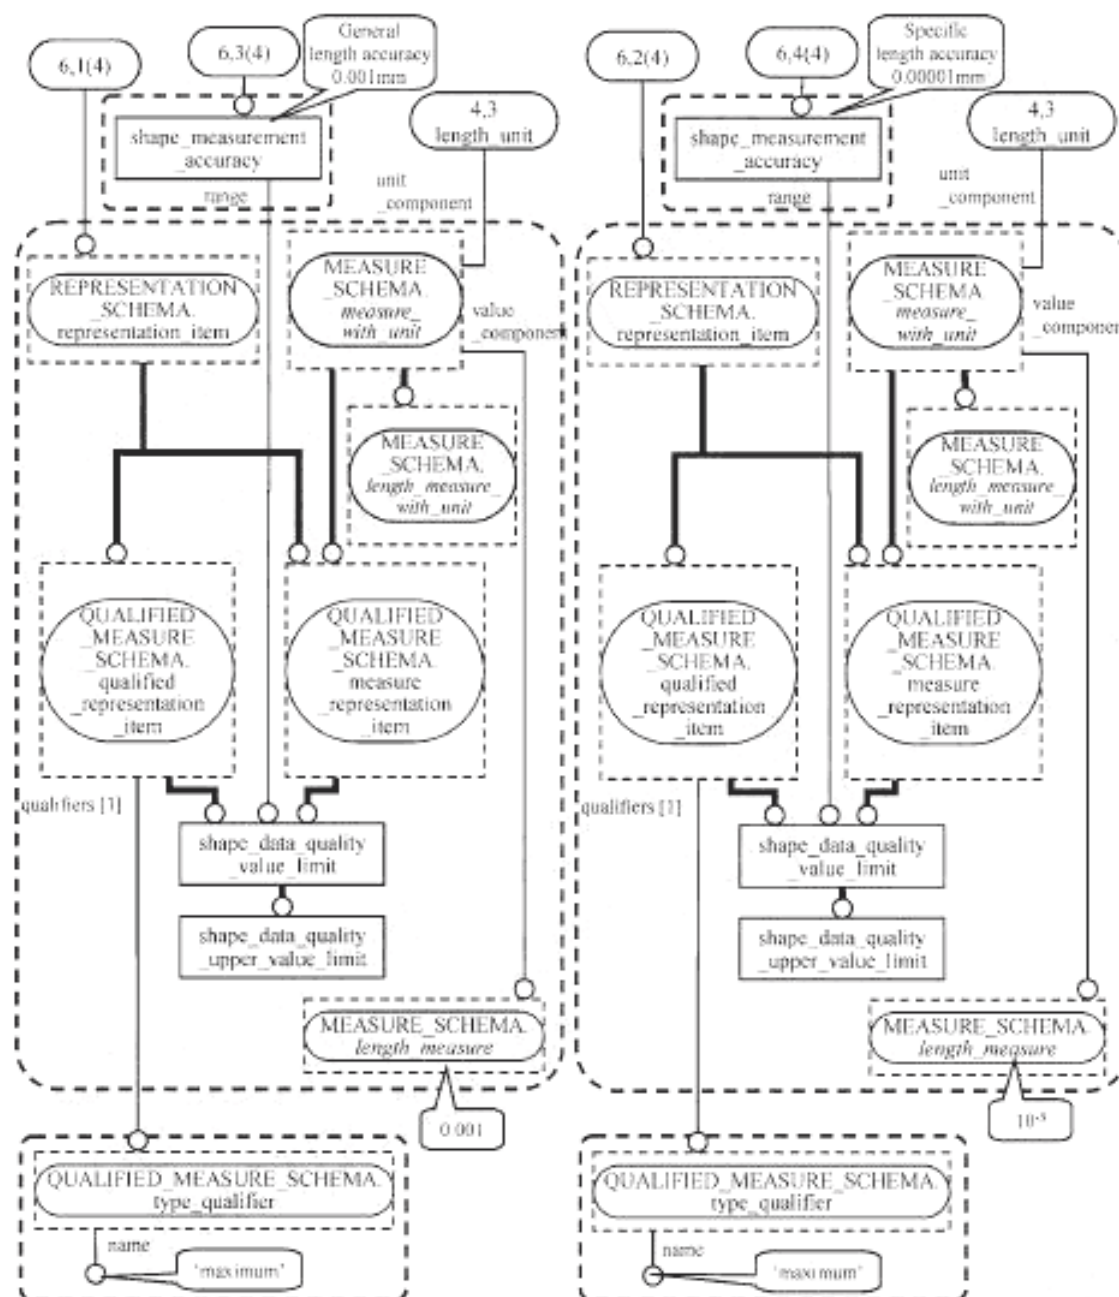 6,1(4)
6,3(4)
General
length accuracy
0.001mm
4,3
length_unit
shape_measurement
_accuracy
range
unit
_component
REPRESENTATION
_SCHEMA.
representation_item
MEASURE
_SCHEMA.
measure_
with_unit
value
_component
MEASURE
_SCHEMA.
length_measure_
with_unit
QUALIFIED
_MEASURE
_SCHEMA.
qualified
_representation
_item
QUALIFIED
_MEASURE
_SCHEMA.
measure
_representation
_item
qualifiers [1]
shape_data_quality
_value_limit
shape_data_quality
_upper_value_limit
MEASURE_SCHEMA.
length_measure
0.001
QUALIFIED_MEASURE_SCHEMA.
type_qualifier
name
'maximum'
6,2(4)
6,4(4)
Specific
length accuracy
0.00001mm
4,3
length_unit
shape_measurement
_accuracy
range
unit
_component
REPRESENTATION
_SCHEMA.
representation_item
MEASURE
_SCHEMA.
measure_
with_unit
value
_component
MEASURE
_SCHEMA.
length_measure_
with_unit
QUALIFIED
_MEASURE
_SCHEMA.
qualified
_representation
_item
QUALIFIED
_MEASURE
_SCHEMA.
measure
_representation
_item
qualifiers [1]
shape_data_quality
_value_limit
shape_data_quality
_upper_value_limit
MEASURE_SCHEMA.
length_measure
10⁻⁵
QUALIFIED_MEASURE_SCHEMA.
type_qualifier
name
'maximum'